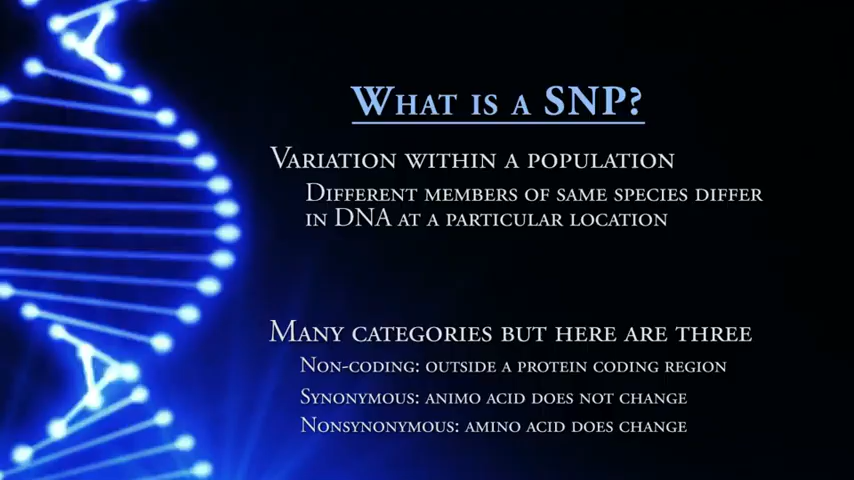 What is a SNP?
Variation within a population
Different members of same species differ
in DNA at a particular location
Many categories but here are three
Non-coding: outside a protein coding region
Synonymous: animo acid does not change
Nonsynonymous: amino acid does change